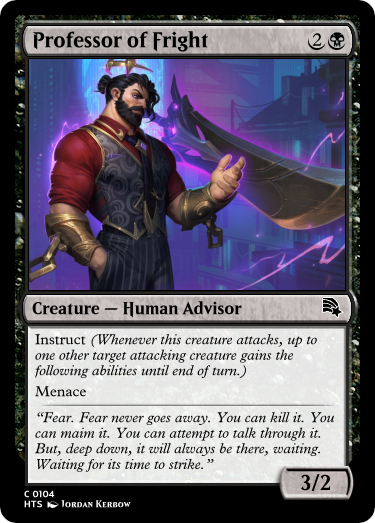 Professor of Fright 2
Creature — Human Advisor
Instruct (Whenever this creature attacks, up to
one other target attacking creature gains the
following abilities until end of turn.)
Menace
“Fear. Fear never goes away. You can kill it. You
can maim it. You can attempt to talk through it.
But, deep down, it will always be there, waiting.
Waiting for its time to strike.”
3/2
C 0104
HTS Jordan Kerbow